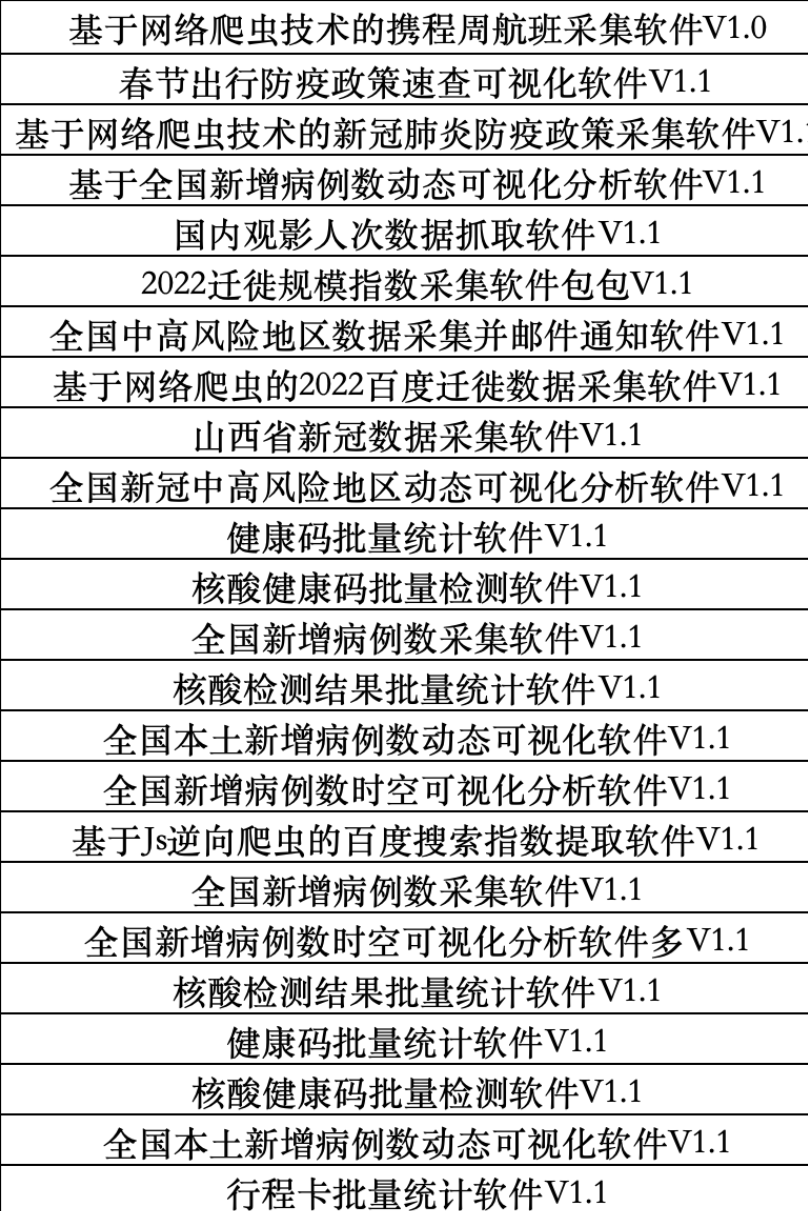 基于网络爬虫技术的携程周航班采集软件V1.0
春节出行防疫政策速查可视化软件V1.1
基于网络爬虫技术的新冠肺炎防疫政策采集软件V1.
基于全国新增病例数动态可视化分析软件V1.1
国内观影人次数据抓取软件V1.1
2022迁徙规模指数采集软件包包V1.1
全国中高风险地区数据采集并邮件通知软件V1.1
基于网络爬虫的2022百度迁徙数据采集软件V1.1
山西省新冠数据采集软件V1.1
全国新冠中高风险地区动态可视化分析软件V1.1
健康码批量统计软件V1.1
核酸健康码批量检测软件V1.1
全国新增病例数采集软件V1.1
核酸检测结果批量统计软件V1.1
全国本土新增病例数动态可视化软件V1.1
全国新增病例数时空可视化分析软件V1.1
基于Js逆向爬虫的百度搜索指数提取软件V1.1
全国新增病例数采集软件V1.1
全国新增病例数时空可视化分析软件多V1.1
核酸检测结果批量统计软件V1.1
健康码批量统计软件V1.1
核酸健康码批量检测软件V1.1
全国本土新增病例数动态可视化软件V1.1
行程卡批量统计软件V1.1